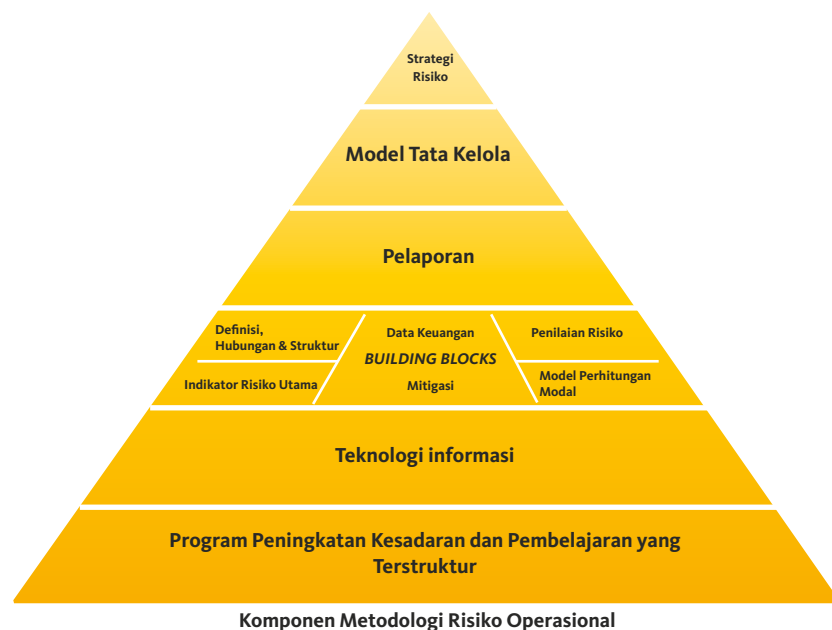 Strategi
Risiko
Model Tata Kelola
Pelaporan
Definisi,
Hubungan & Struktur
Indikator Risiko Utama
Data Keuangan
BUILDING BLOCKS
Mitigasi
Penilaian Risiko
Model Perhitungan
Modal
Teknologi informasi
Program Peningkatan Kesadaran dan Pembelajaran yang
Terstruktur
Komponen Metodologi Risiko Operasional